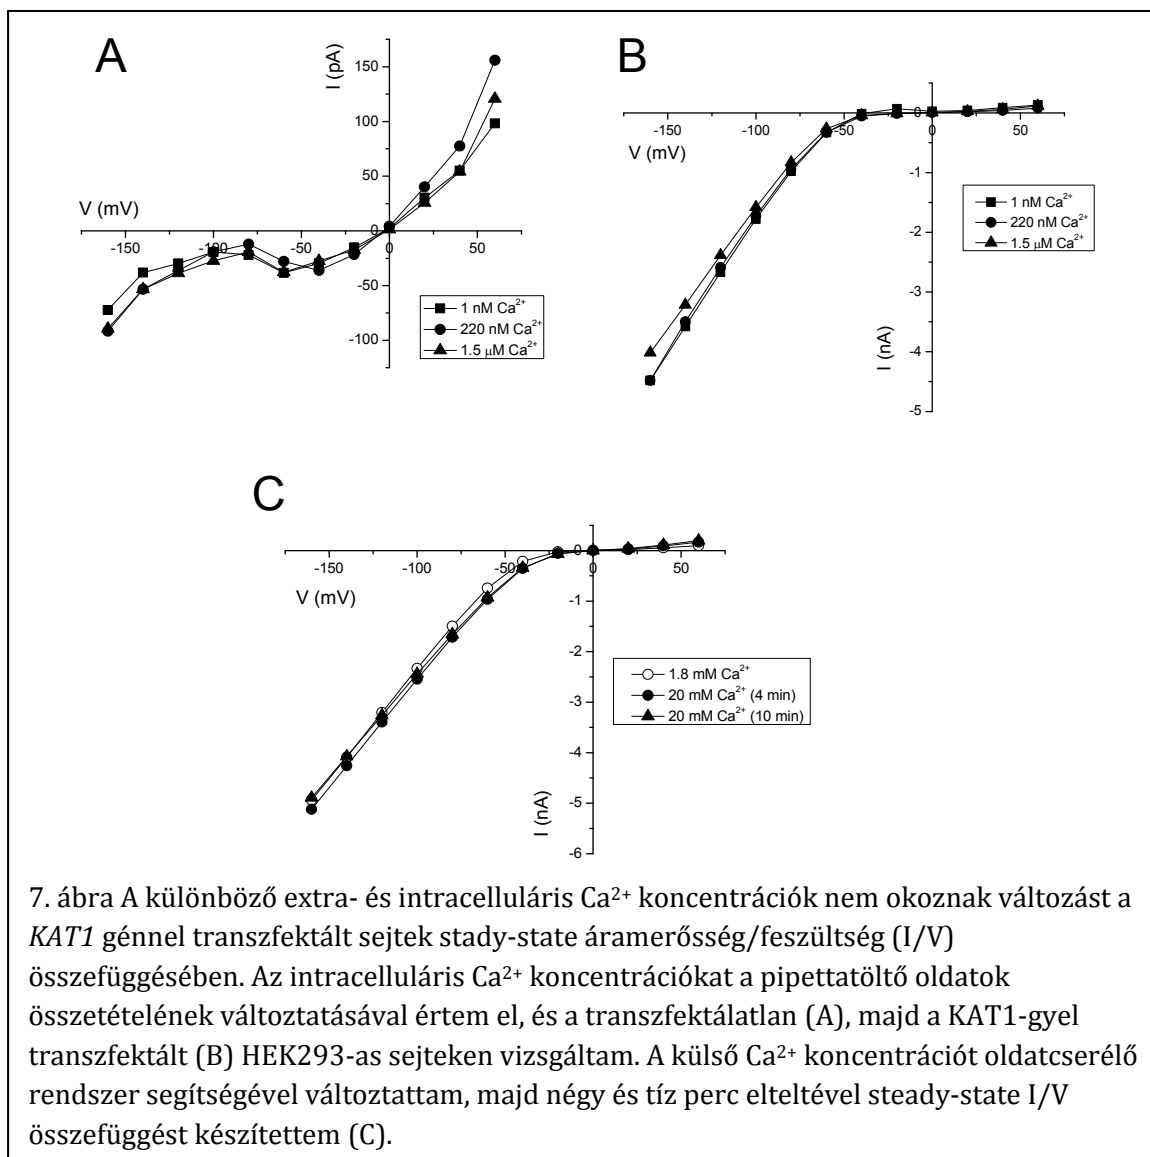 A
I (pA)
150
100
50
0
-50
-100
V (mV)
-150
-100
-50
0
50
1 nM Ca²⁺
220 nM Ca²⁺
1.5 μM Ca²⁺
B
0
-1
-2
-3
-4
-5
I (nA)
V (mV)
-150
-100
-50
0
50
1 nM Ca²⁺
220 nM Ca²⁺
1.5 μM Ca²⁺
C
0
-1
-2
-3
-4
-5
-6
I (nA)
V (mV)
-150
-100
-50
0
50
1.8 mM Ca²⁺
20 mM Ca²⁺ (4 min)
20 mM Ca²⁺ (10 min)
7. ábra A különböző extra- és intracelluláris Ca²⁺ koncentrációk nem okoznak változást a
KAT1 génnel transzfektált sejtek stady-state áramerősség/feszültség (I/V)
összefüggésében. Az intracelluláris Ca²⁺ koncentrációkat a pipettatöltő oldatok
összetételének változtatásával értem el, és a transzfektálatlan (A), majd a KAT1-gyel
transzfektált (B) HEK293-as sejteken vizsgáltam. A külső Ca²⁺ koncentrációt oldatcserélő
rendszer segítségével változtattam, majd négy és tíz perc elteltével steady-state I/V
összefüggést készítettem (C).